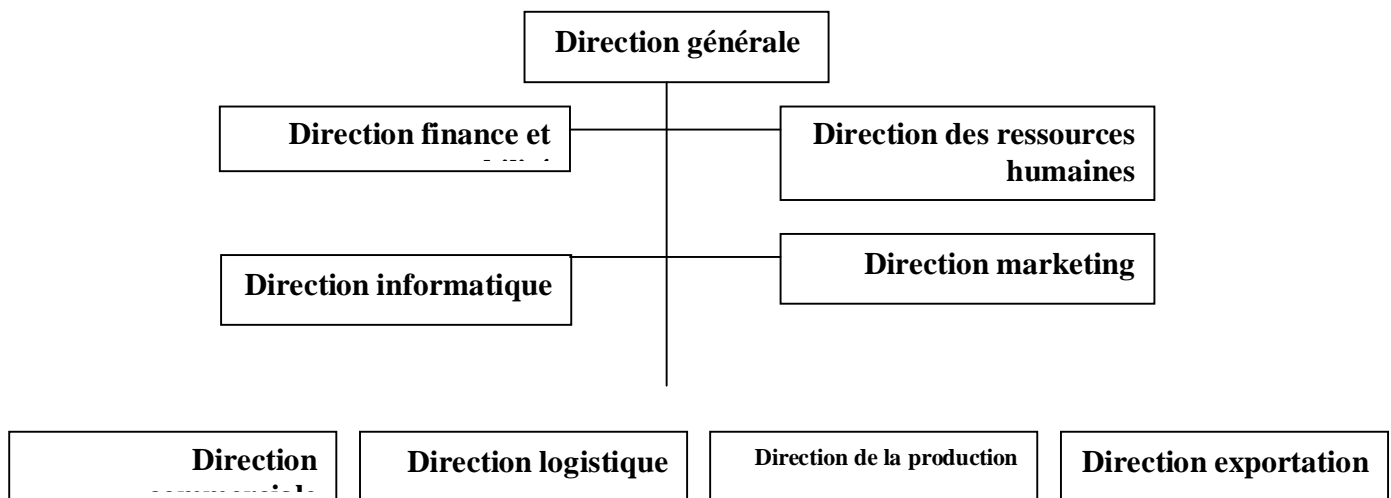 Direction générale
Direction finance et
Direction des ressources
humaines
Direction informatique
Direction marketing
Direction
Direction logistique
Direction de la production
Direction exportation